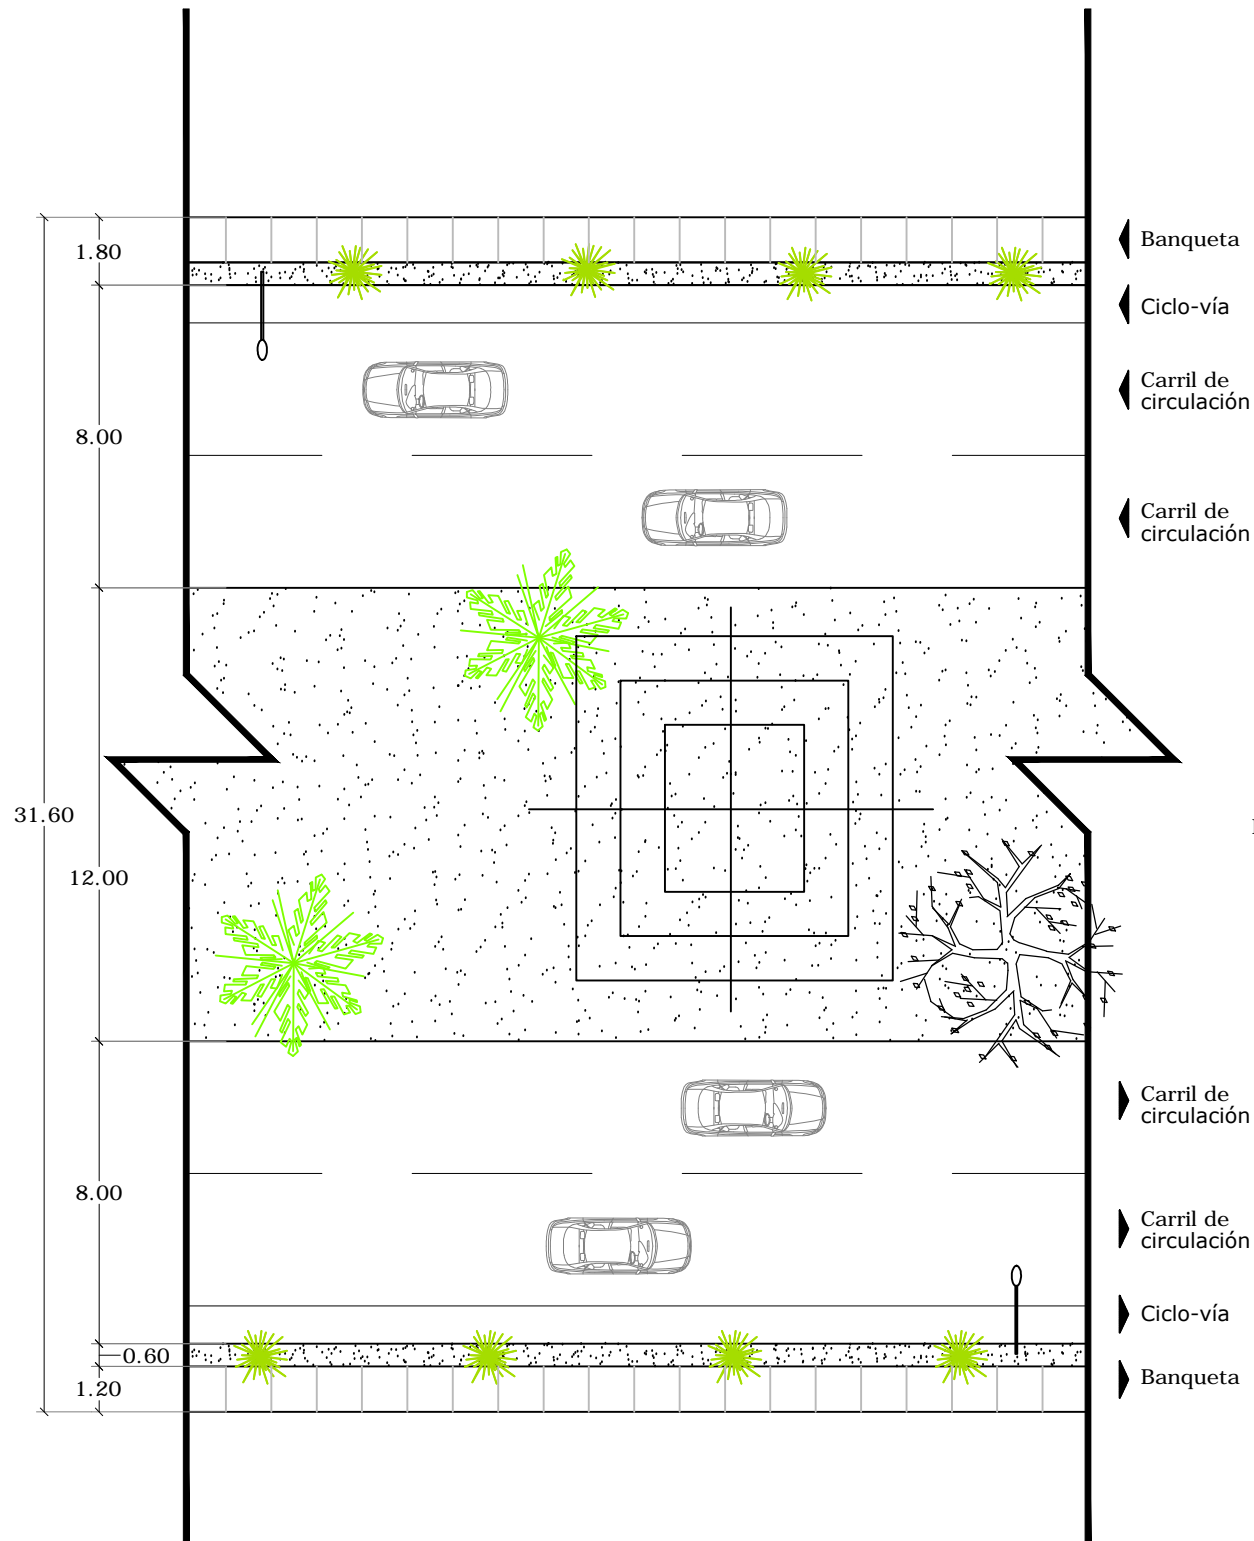 1.80
8.00
31.60
12.00
8.00
0.60
1.20
Banqueta
Ciclo-vía
Carril de
circulación
Carril de
circulación
Carril de
circulación
Carril de
circulación
Ciclo-vía
Banqueta